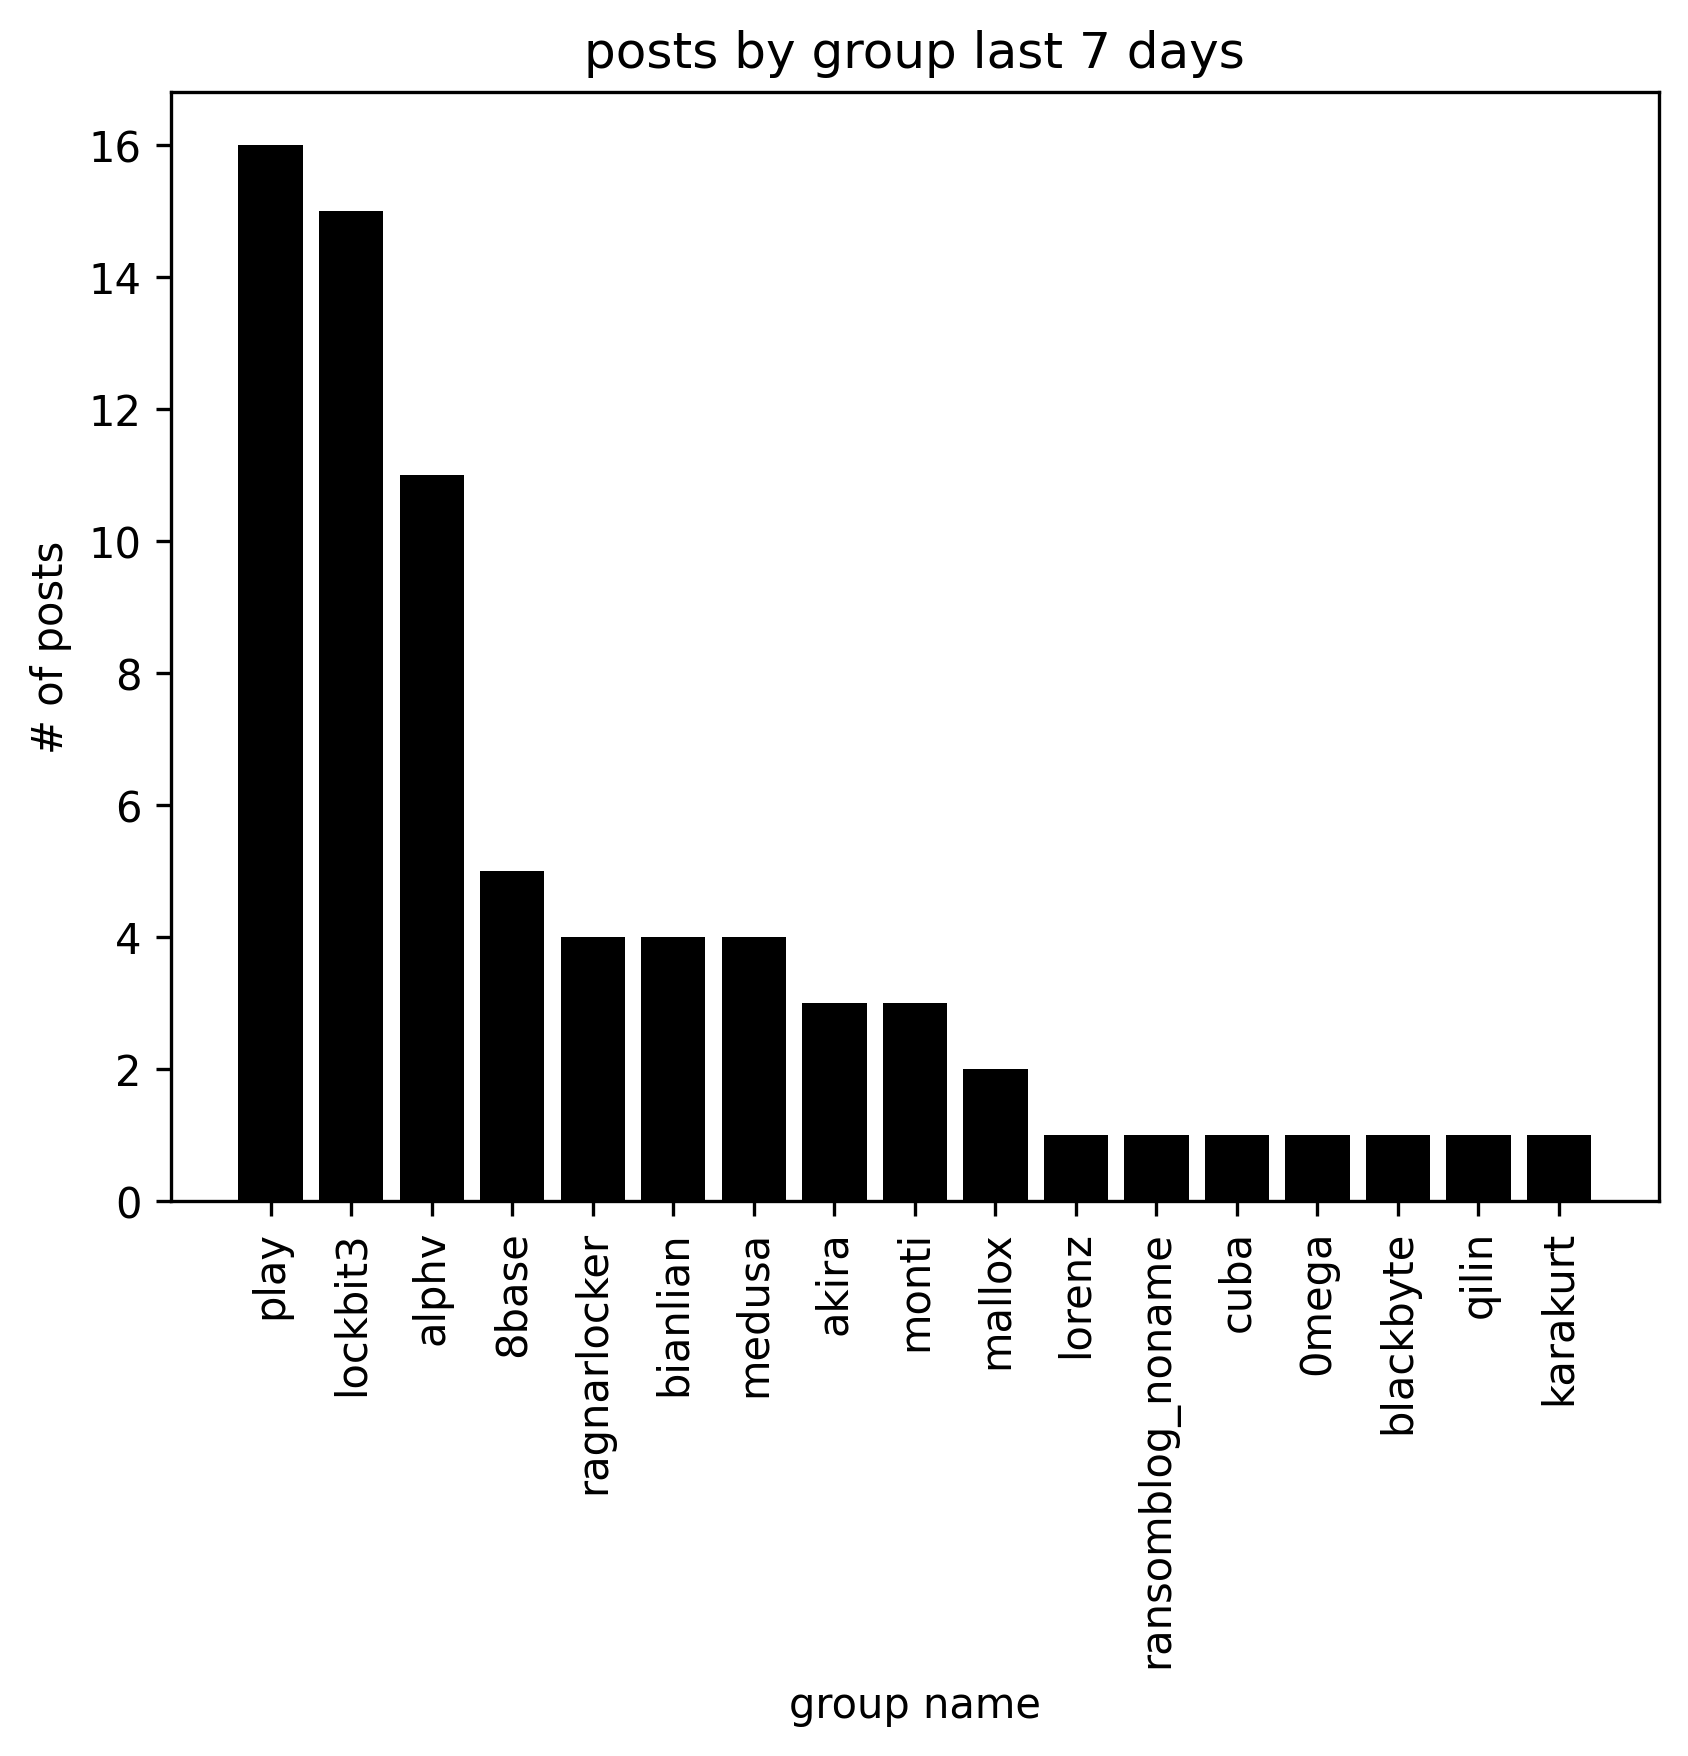 posts by group last 7 days
# of posts
16
14
12
10
8
6
4
2
0
play
lockbit3
alphv
8base
ragnarlocker
bianlian
medusa
akira
monti
mallox
lorenz
ransomblog_noname
cuba
0mega
blackbyte
qilin
karakurt
group name